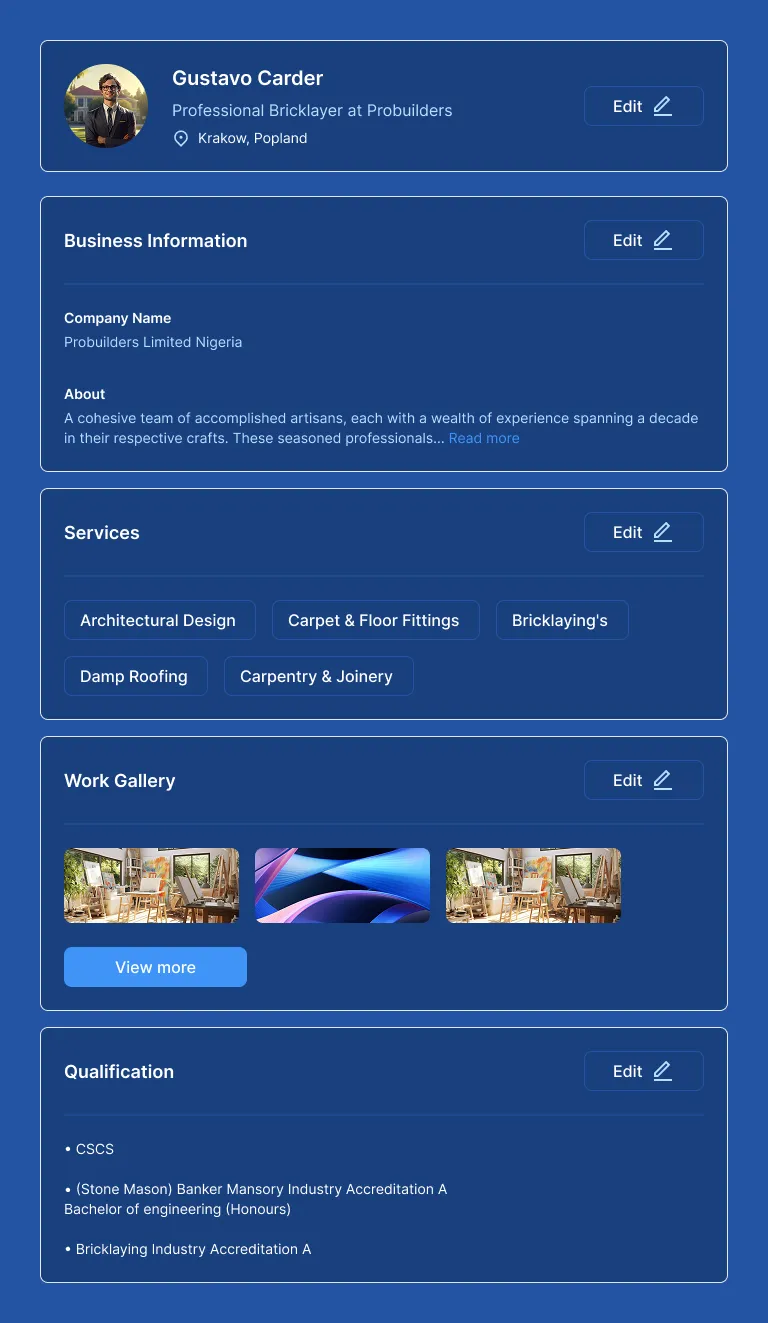 Gustavo Carder
Professional Bricklayer at Probuilders
Krakow, Popland
Edit
Business Information
Edit
Company Name
Probuilders Limited Nigeria
About
A cohesive team of accomplished artisans, each with a wealth of experience spanning a decade
in their respective crafts. These seasoned professionals... Read more
Services
Edit
Architectural Design
Carpet & Floor Fittings
Bricklaying's
Damp Roofing
Carpentry & Joinery
Work Gallery
Edit
View more
Qualification
Edit
• CSCS
• (Stone Mason) Banker Mansory Industry Accreditation A
Bachelor of engineering (Honours)
• Bricklaying Industry Accreditation A